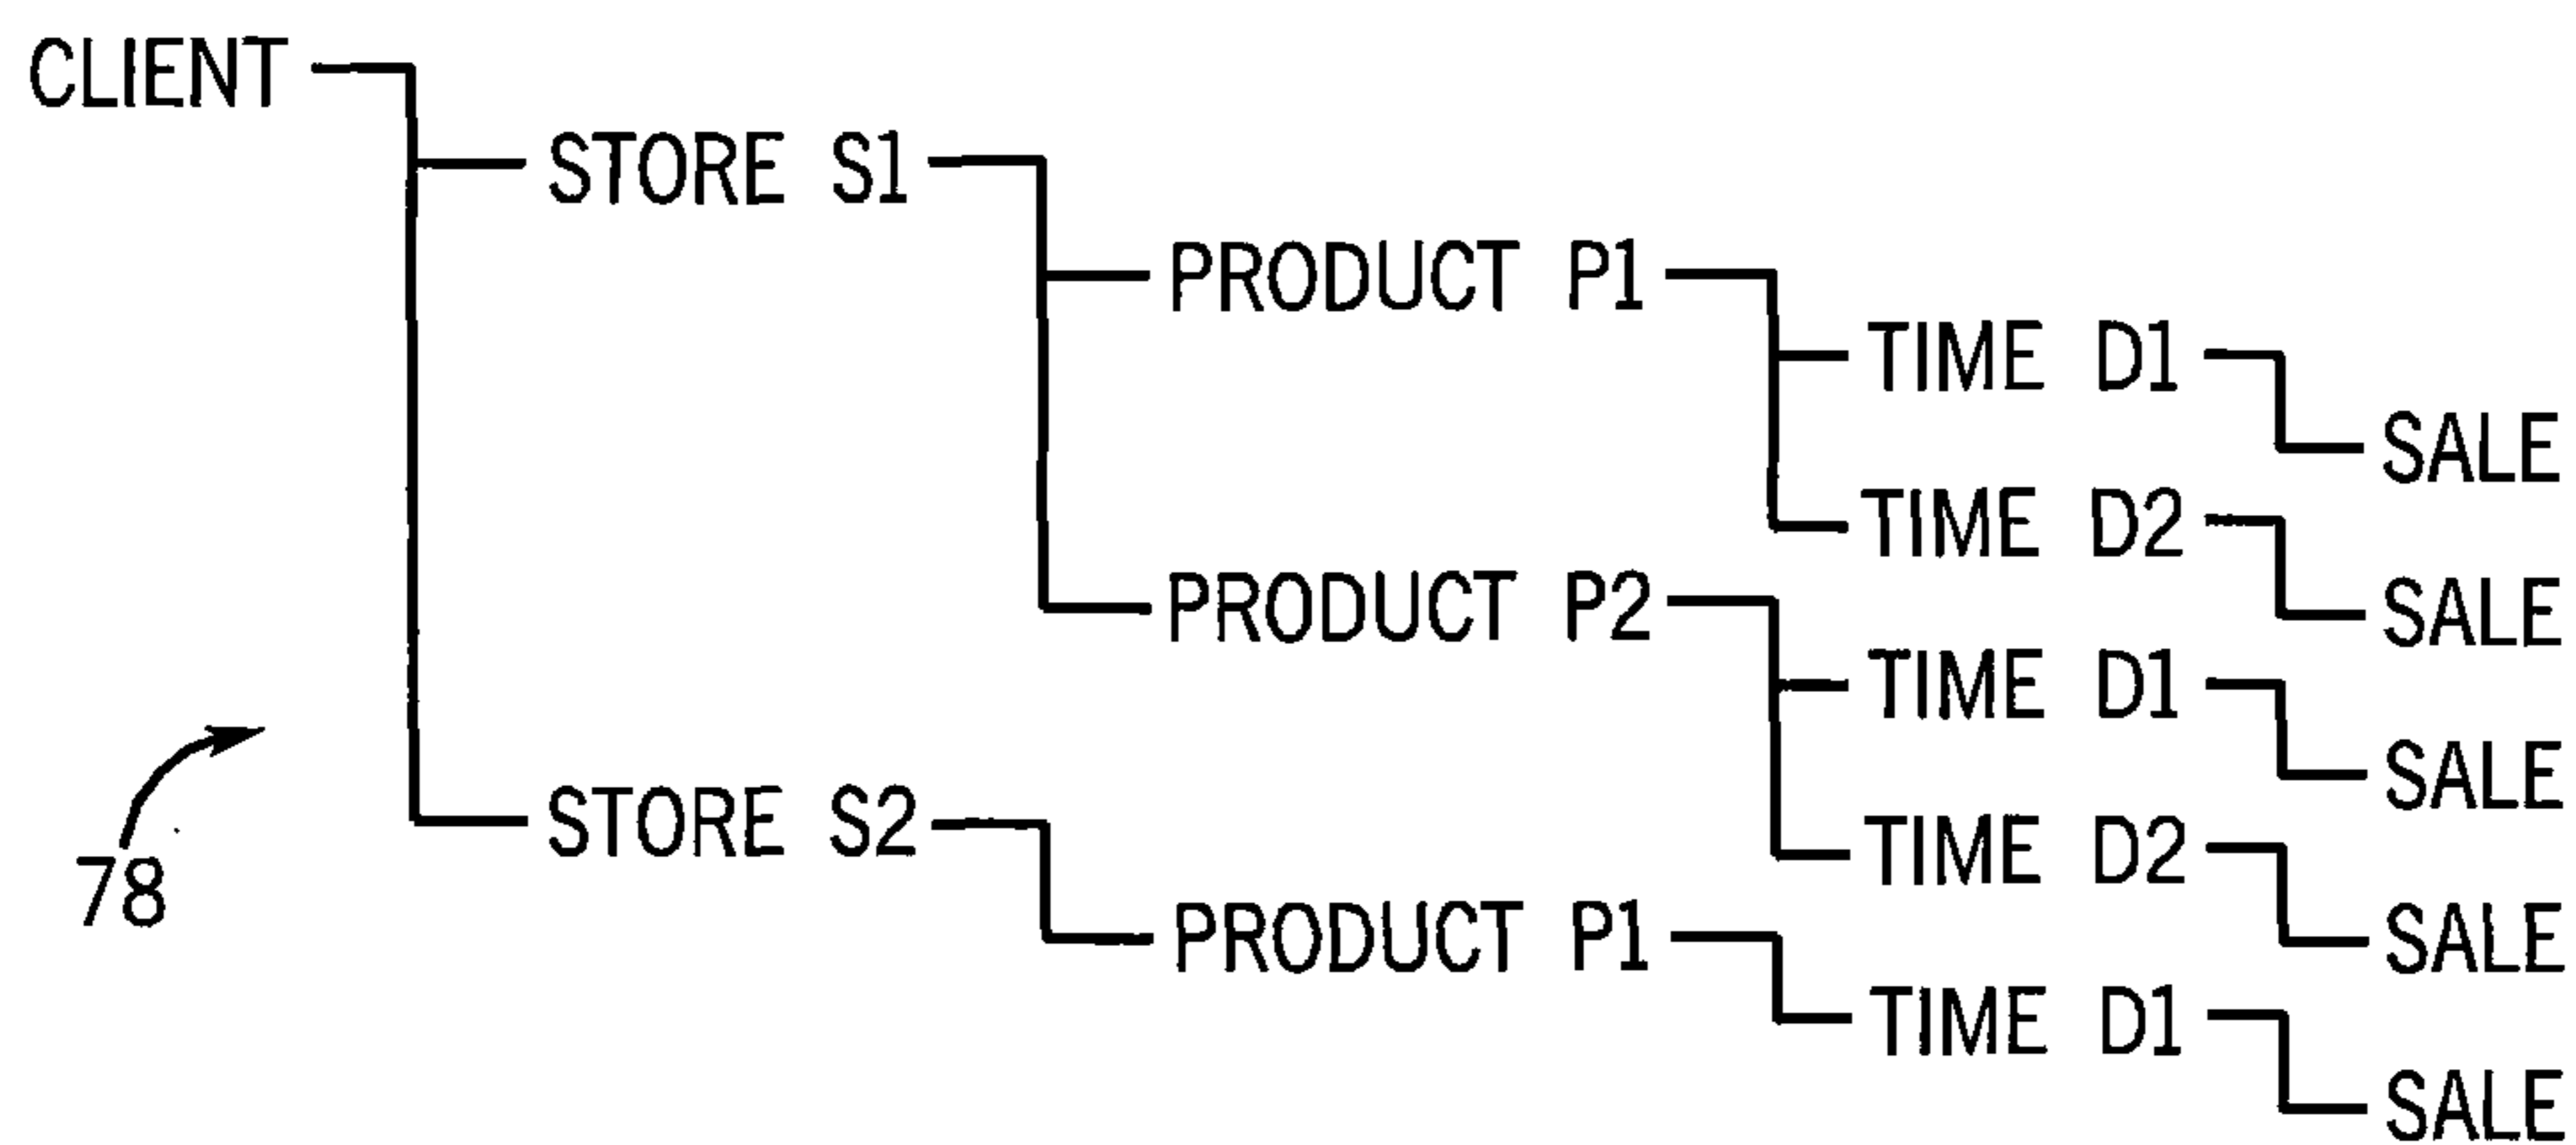 CLIENT
STORE S1
PRODUCT P1
TIME D1
SALE
TIME D2
SALE
PRODUCT P2
TIME D1
SALE
TIME D2
SALE
STORE S2
PRODUCT P1
TIME D1
SALE
78